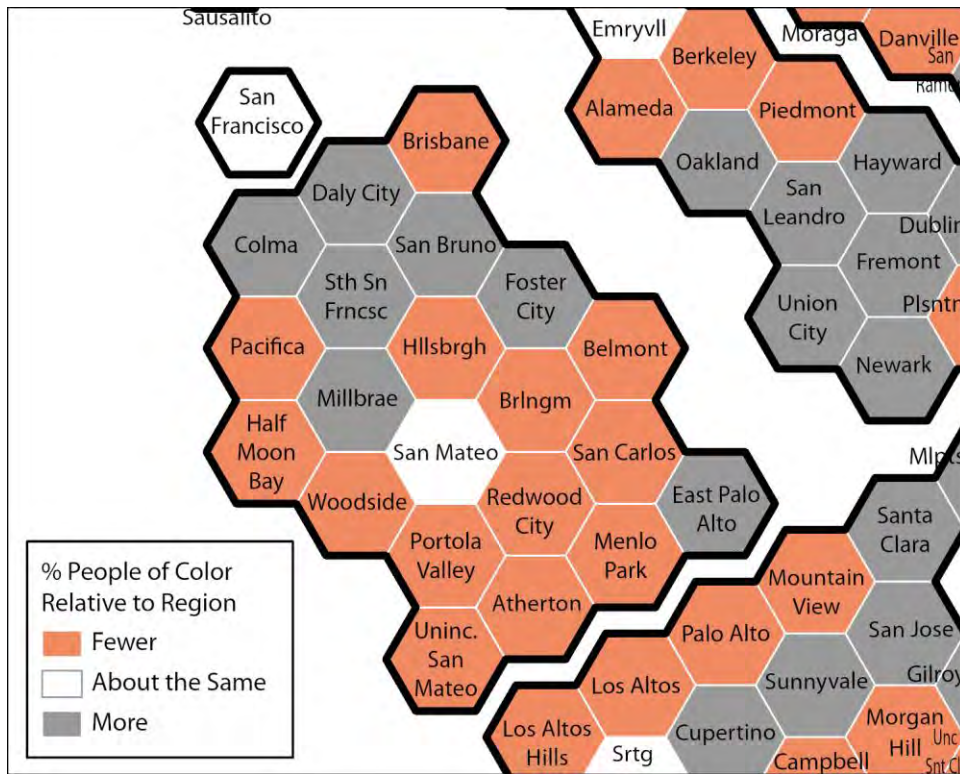 Sausalito
Emryvll
Moraga
Danville
San
Ramo
Berkeley
San
Francisco
Alameda
Piedmont
Brisbane
Oakland
Hayward
Daly City
San
Leandro
Dublin
Colma
San Bruno
Fremont
Sth Sn
Frncsc
Foster
City
Union
City
Plsntn
Pacifica
Hllsbrgh
Belmont
Newark
Millbrae
Brlngm
Half
Moon
Bay
San Mateo
San Carlos
Mlpts
Woodside
Redwood
City
East Palo
Alto
Santa
Clara
Portola
Valley
Menlo
Park
Mountain
View
% People of Color
Relative to Region
Fewer
About the Same
More
Atherton
Palo Alto
San Jose
Uninc.
San
Mateo
Los Altos
Sunnyvale
Gilroy
Los Altos
Hills
Srtg
Cupertino
Morgan
Hill
Unc
Campbell
Snt Cl